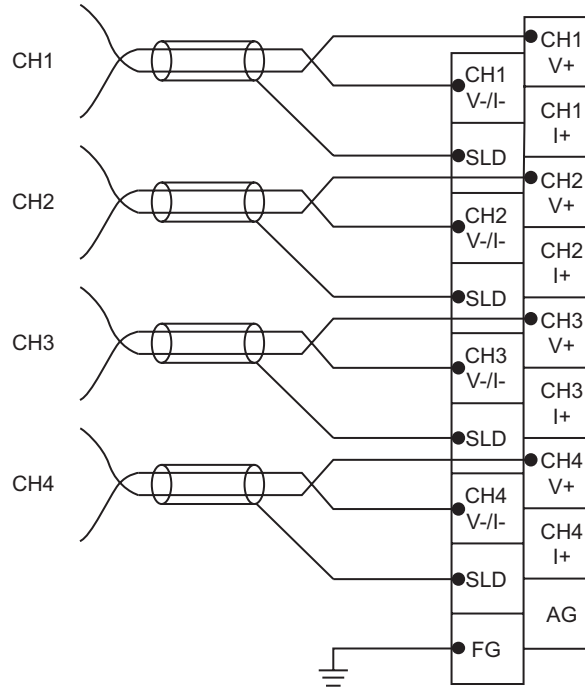 CH1
CH1
V+
CH1
V-/I-
CH1
I+
SLD
CH2
CH2
V+
CH2
V-/I-
CH2
I+
SLD
CH3
CH3
V+
CH3
V-/I-
CH3
I+
SLD
CH4
CH4
V+
CH4
V-/I-
CH4
I+
SLD
AG
FG